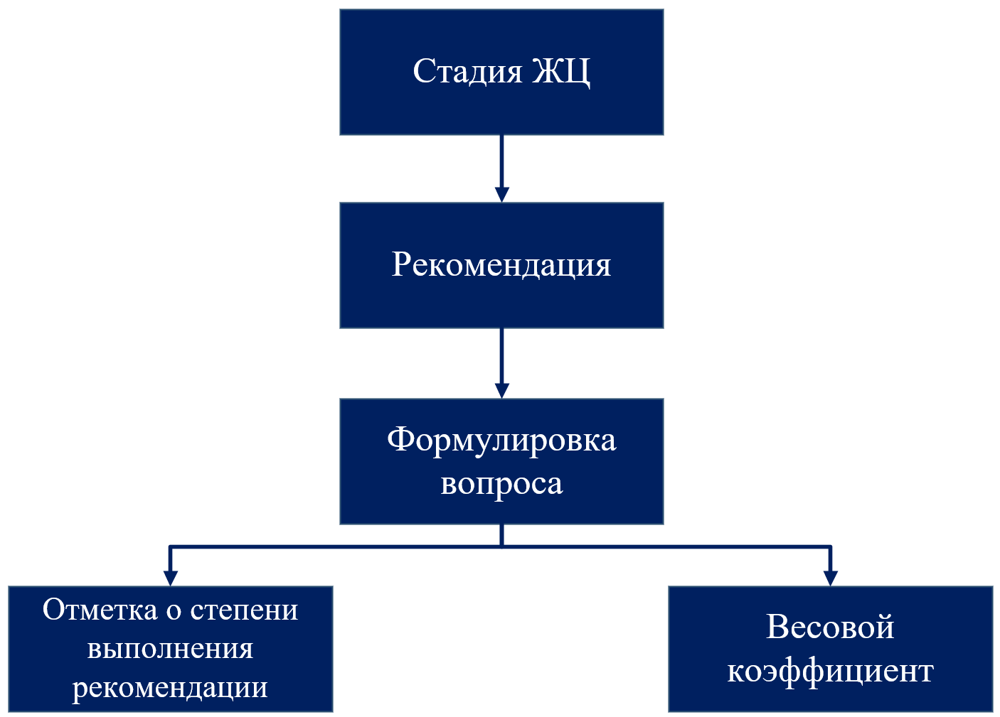 Стадия ЖЦ
Рекомендация
Формулировка
вопроса
Отметка о степени
выполнения
рекомендации
Весовой
коэффициент